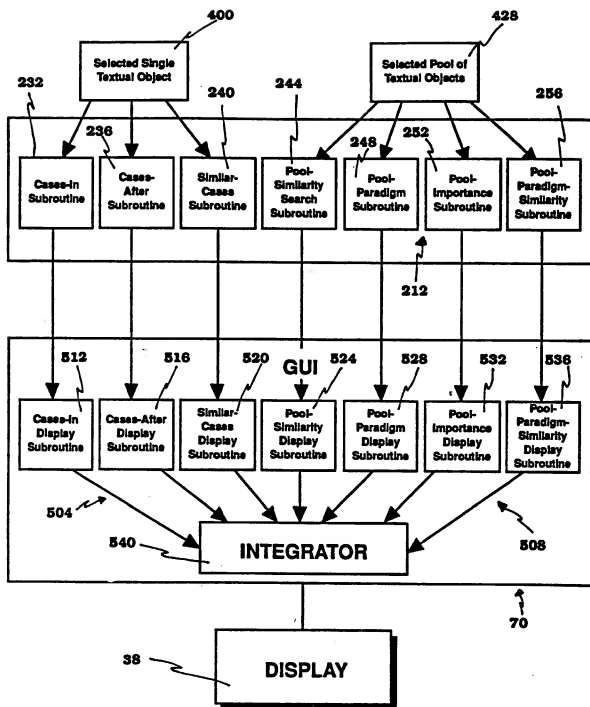 400
428
Selected Single
Textual Object
Selected Pool of
Textual Objects
232
236
240
244
248
252
256
Cases-In
Subroutine
Cases-
After
Subroutine
Similar-
Cases
Subroutine
Pool-
Similarity
Search
Subroutine
Pool-
Paradigm
Subroutine
Pool-
Importance
Subroutine
Pool-
Paradigm-
Similarity
Subroutine
212
GUI
512
516
520
524
528
532
536
Cases-In
Display
Subroutine
Cases-After
Display
Subroutine
Similar-
Cases
Display
Subroutine
Pool-
Similarity
Display
Subroutine
Pool-
Paradigm
Display
Subroutine
Pool-
Importance
Display
Subroutine
Pool-
Paradigm-
Similarity Display
Subroutine
504
508
540
INTEGRATOR
70
38
DISPLAY